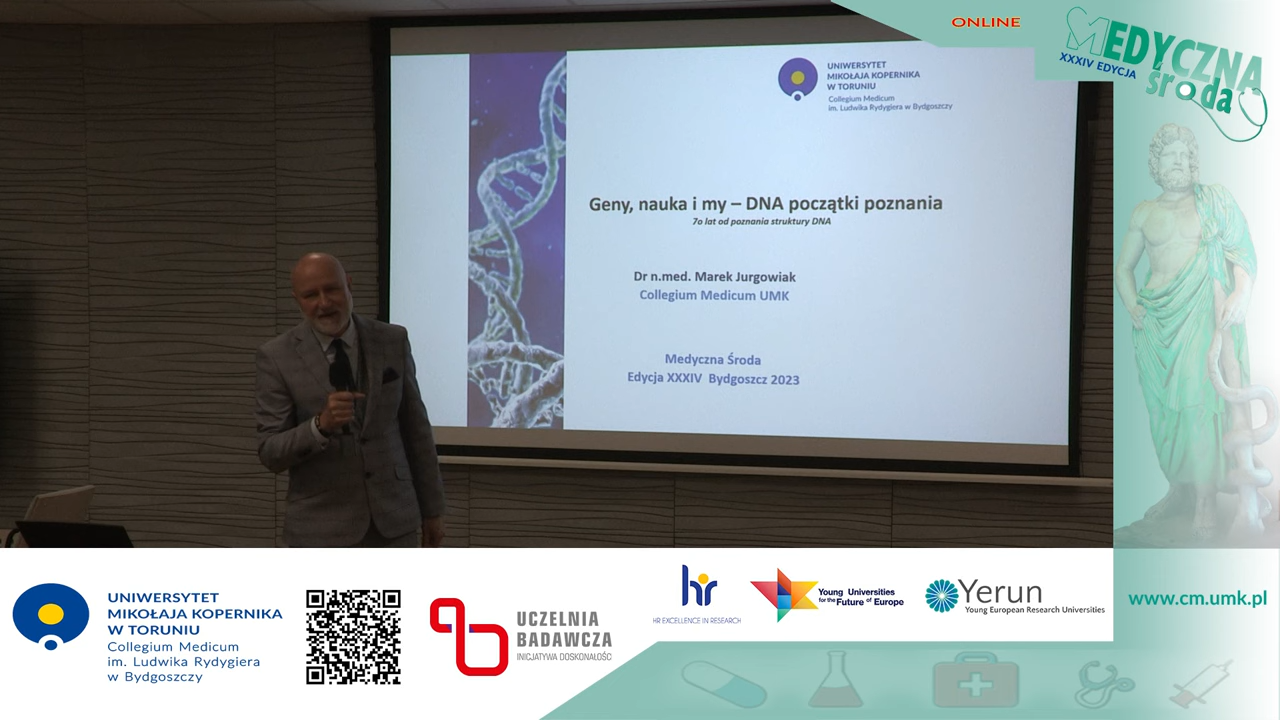 ONLINE
MEDYCZNA
środa
XXXIV EDYCJA
UNIWERSYTET
MIKOŁAJA KOPERNIKA
W TORUNIU
Collegium Medicum
im. Ludwika Rydygiera w Bydgoszczy
Geny, nauka i my – DNA początki poznania
7o lat od poznania struktury DNA
Dr n.med. Marek Jurgowiak
Collegium Medicum UMK
Medyczna Środa
Edycja XXXIV Bydgoszcz 2023
UNIWERSYTET
MIKOŁAJA KOPERNIKA
W TORUNIU
Collegium Medicum
im. Ludwika Rydygiera
w Bydgoszczy
UCZELNIA
BADAWCZA
INICJATYWA DOSKONAŁOŚCI
hr
HR EXCELLENCE IN RESEARCH
Young Universities
for the Future of Europe
Yerun
Young European Research Universities
www.cm.umk.pl